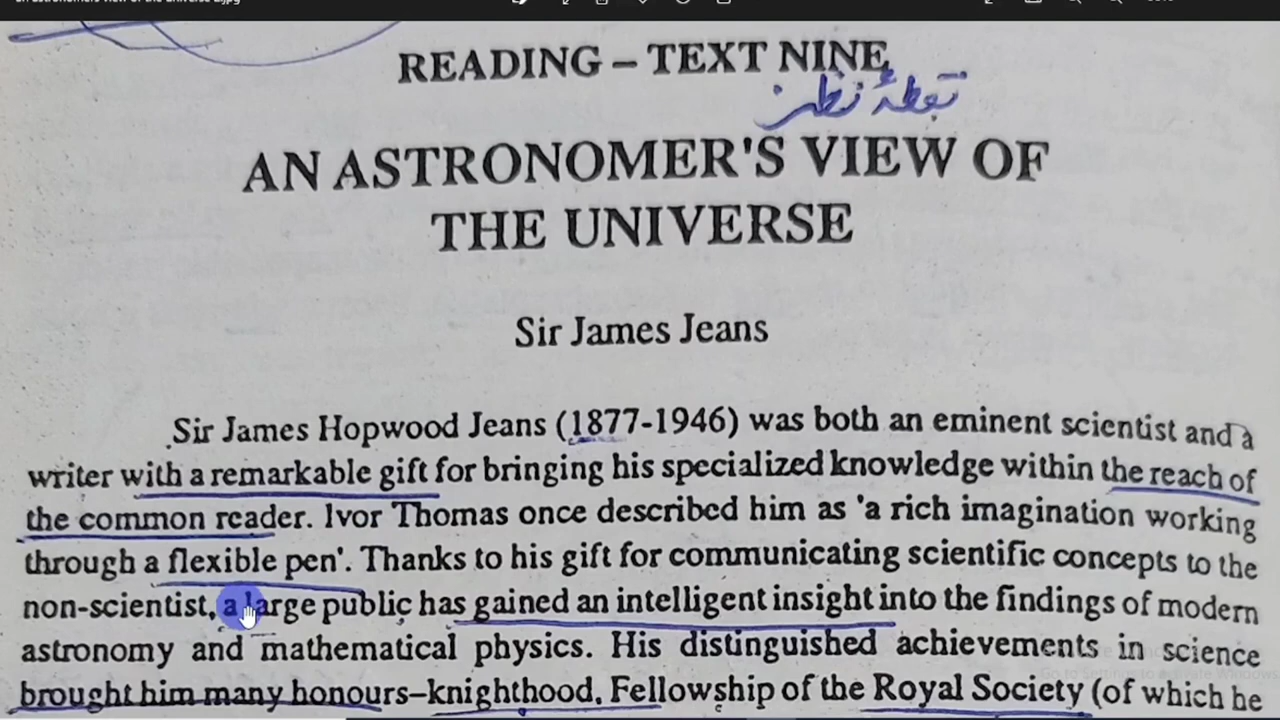 READING – TEXT NINE
نقطۂ نظر
AN ASTRONOMER'S VIEW OF
THE UNIVERSE
Sir James Jeans
Sir James Hopwood Jeans (1877-1946) was both an eminent scientist and a
writer with a remarkable gift for bringing his specialized knowledge within the reach of
the common reader. Ivor Thomas once described him as 'a rich imagination working
through a flexible pen'. Thanks to his gift for communicating scientific concepts to the
non-scientist, a large public has gained an intelligent insight into the findings of modern
astronomy and mathematical physics. His distinguished achievements in science
brought him many honours–knighthood, Fellowship of the Royal Society (of which he